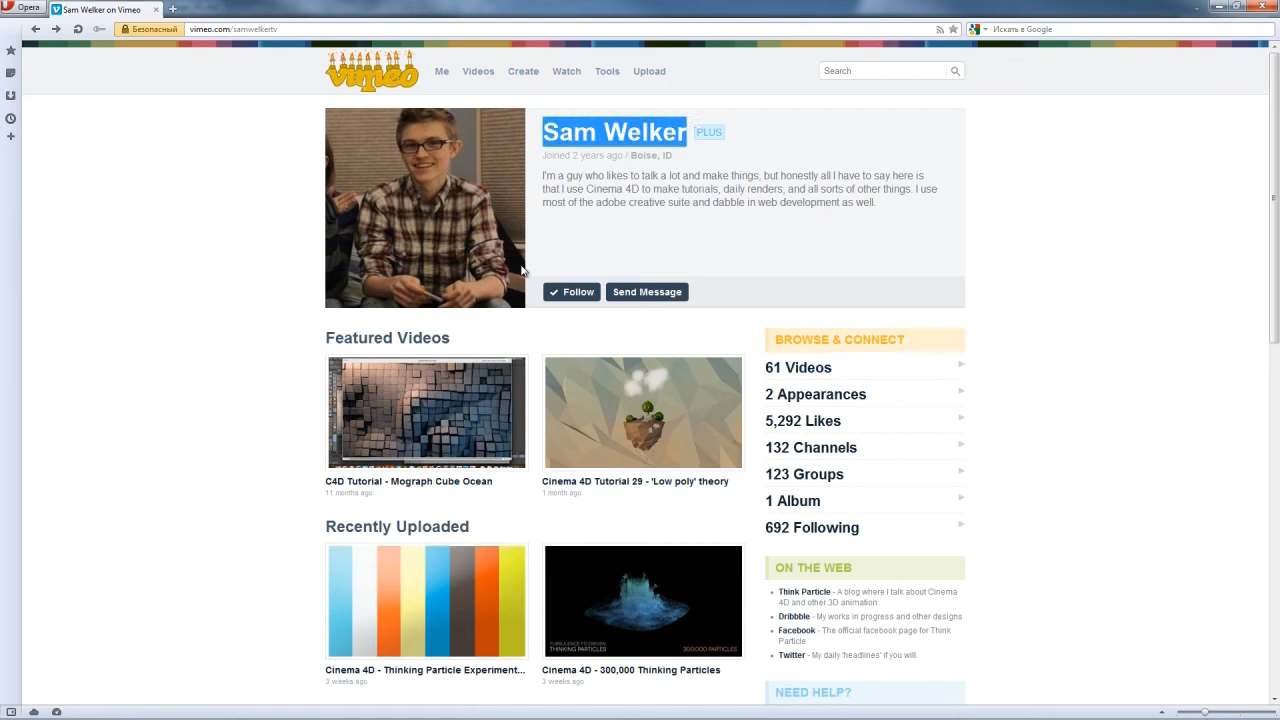 Opera
Sam Welker on Vimeo
Безопасный
vimeo.com/samwelkertv
Искать в Google
vimeo
Me
Videos
Create
Watch
Tools
Upload
Search
Sam Welker
PLUS
Joined 2 years ago / Boise, ID
I'm a guy who likes to talk a lot and make things, but honestly all I have to say here is
that I use Cinema 4D to make tutorials, daily renders, and all sorts of other things. I use
most of the adobe creative suite and dabble in web development as well.
Follow
Send Message
Featured Videos
C4D Tutorial - Mograph Cube Ocean
11 months ago
Cinema 4D Tutorial 29 - 'Low poly' theory
1 month ago
Recently Uploaded
TURBULENCE FD DRIVEN
THINKING PARTICLES
300,000 PARTICLES
Cinema 4D - Thinking Particle Experiment...
3 weeks ago
Cinema 4D - 300,000 Thinking Particles
3 weeks ago
BROWSE & CONNECT
61 Videos
2 Appearances
5,292 Likes
132 Channels
123 Groups
1 Album
692 Following
ON THE WEB
Think Particle - A blog where I talk about Cinema
4D and other 3D animation
Dribbble - My works in progress and other designs
Facebook - The official facebook page for Think
Particle
Twitter - My daily 'headlines' if you will.
NEED HELP?